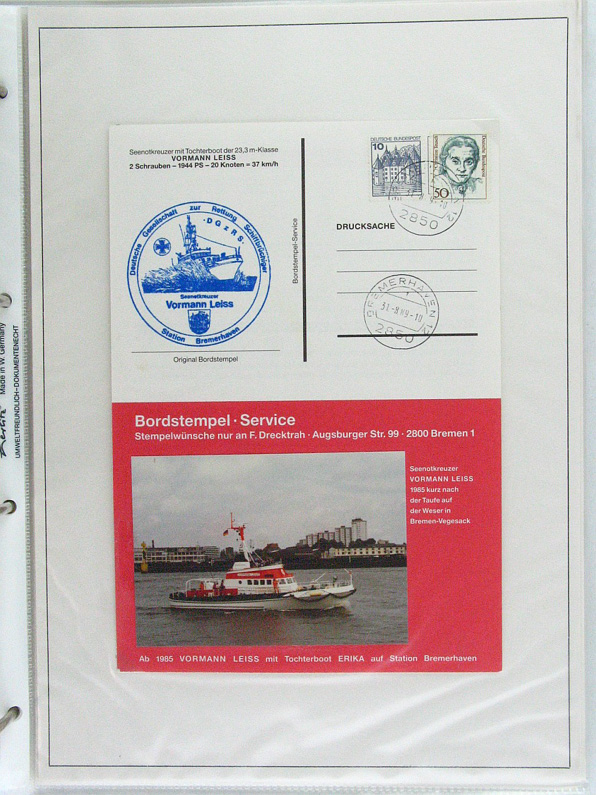 Seenotkreuzer mit Tochterboot der 23,3 m-Klasse
VORMANN LEISS
2 Schrauben – 1944 PS – 20 Knoten = 37 km/h
Deutsche Gesellschaft zur Rettung Schiffbrüchiger
·DGzRS·
Seenotkreuzer
Vormann Leiss
Station Bremerhaven
Original Bordstempel
Bordstempel-Service
DEUTSCHE BUNDESPOST
10
50
2850
DRUCKSACHE
BREMERHAVEN 12
2850
Bordstempel · Service
Stempelwünsche nur an F. Drecktrah · Augsburger Str. 99 · 2800 Bremen 1
Seenotkreuzer
VORMANN LEISS
1985 kurz nach
der Taufe auf
der Weser in
Bremen-Vegesack
Ab 1985 VORMANN LEISS mit Tochterboot ERIKA auf Station Bremerhaven
Made in W. Germany
UMWELTFREUNDLICH+DOKUMENTENECHT